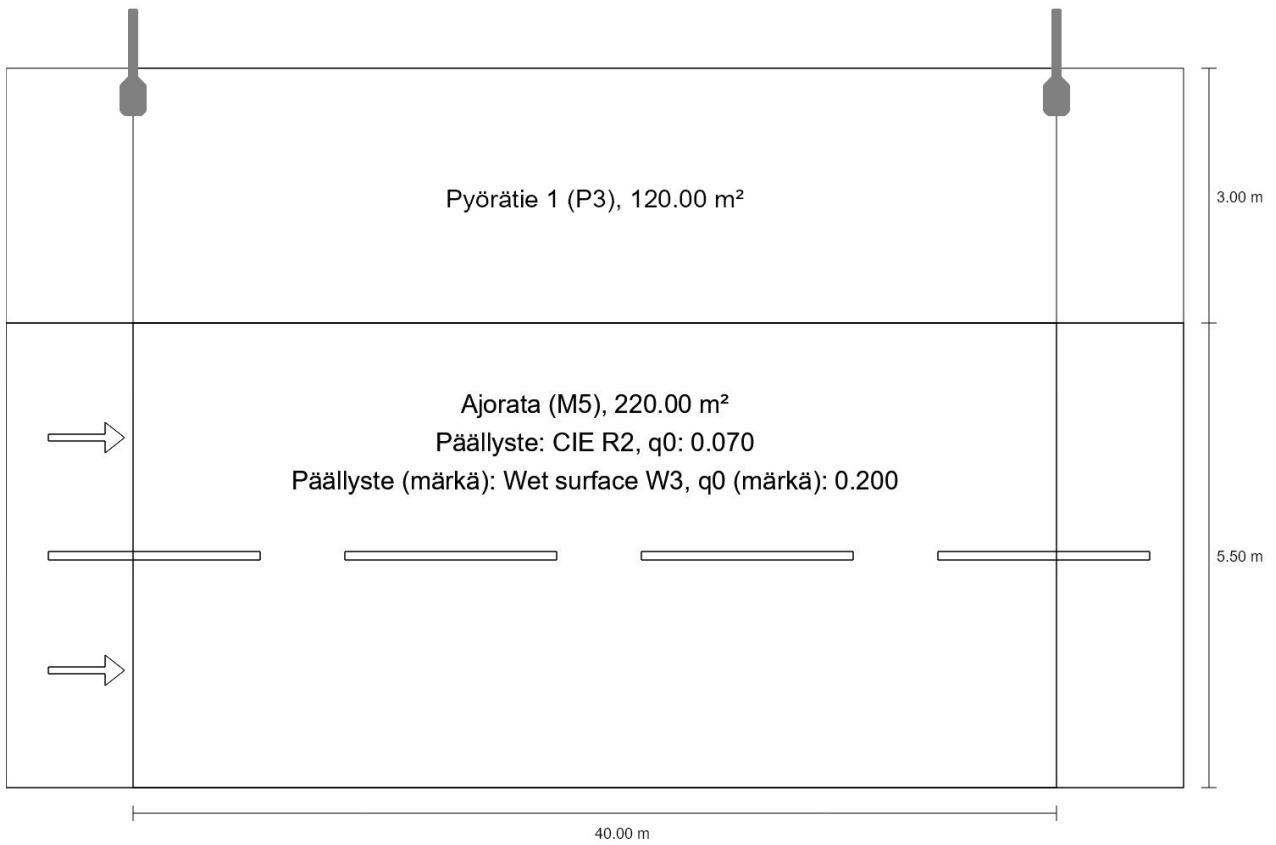 Pyörätie 1 (P3), 120.00 m²
3.00 m
Ajorata (M5), 220.00 m²
Päällyste: CIE R2, q0: 0.070
Päällyste (märkä): Wet surface W3, q0 (märkä): 0.200
5.50 m
40.00 m